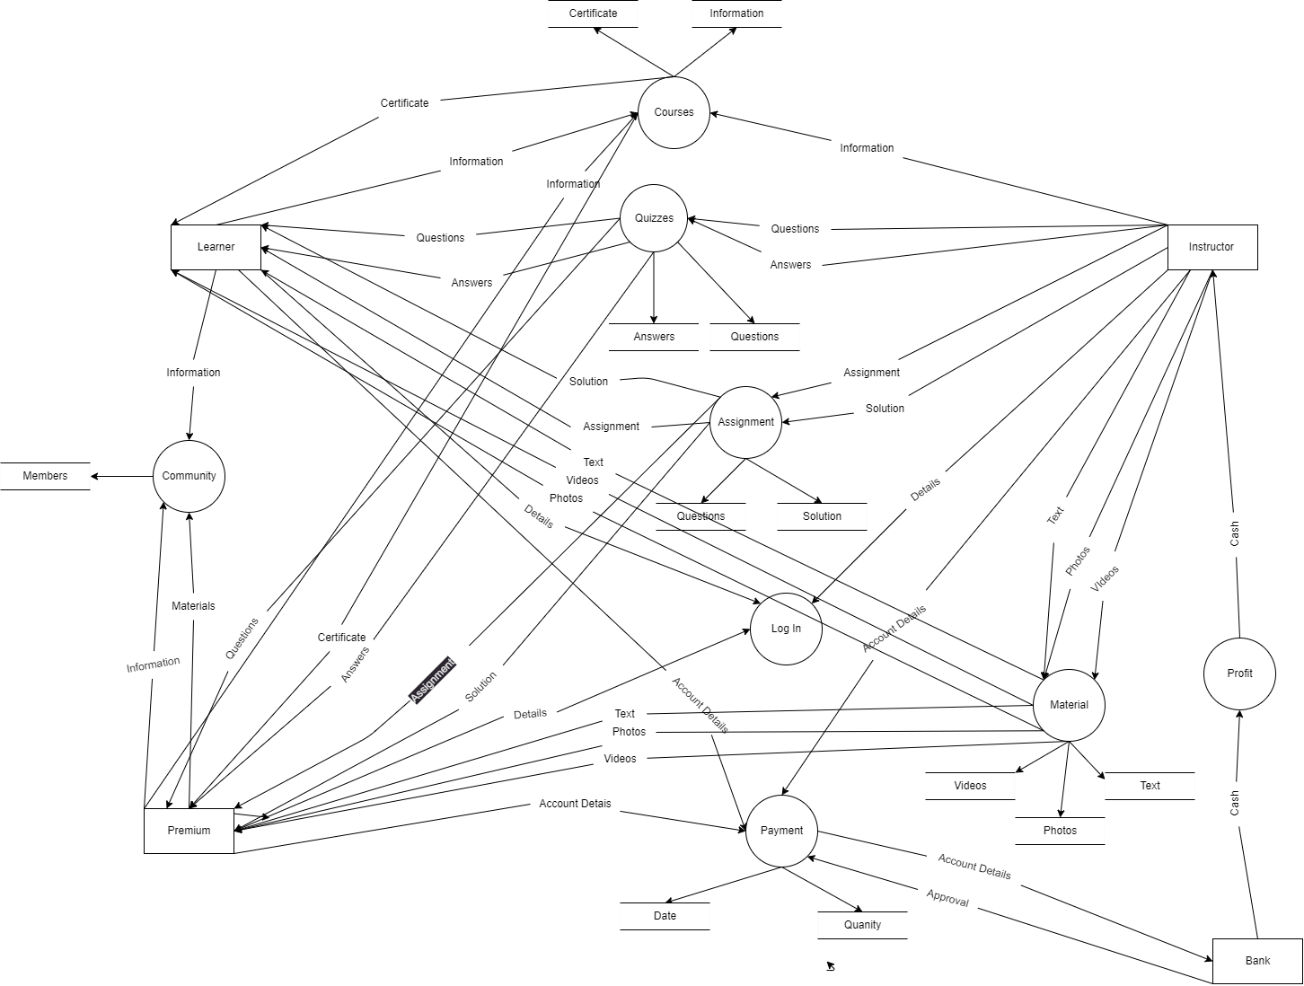 Certificate
Information
Certificate
Courses
Information
Information
Information
Quizzes
Questions
Questions
Learner
Instructor
Answers
Answers
Answers
Questions
Information
Solution
Assignment
Assignment
Solution
Assignment
Text
Videos
Photos
Members
Community
Details
Questions
Solution
Details
Text
Cash
Photos
VIdeos
Materials
Log In
Account Details
Questions
Certificate
Information
Answers
Assignment
Solution
Account Details
Profit
Details
Text
Photos
Material
Videos
Videos
Text
Account Detais
Cash
Premium
Payment
Photos
Account Details
Approval
Date
Quanity
Bank